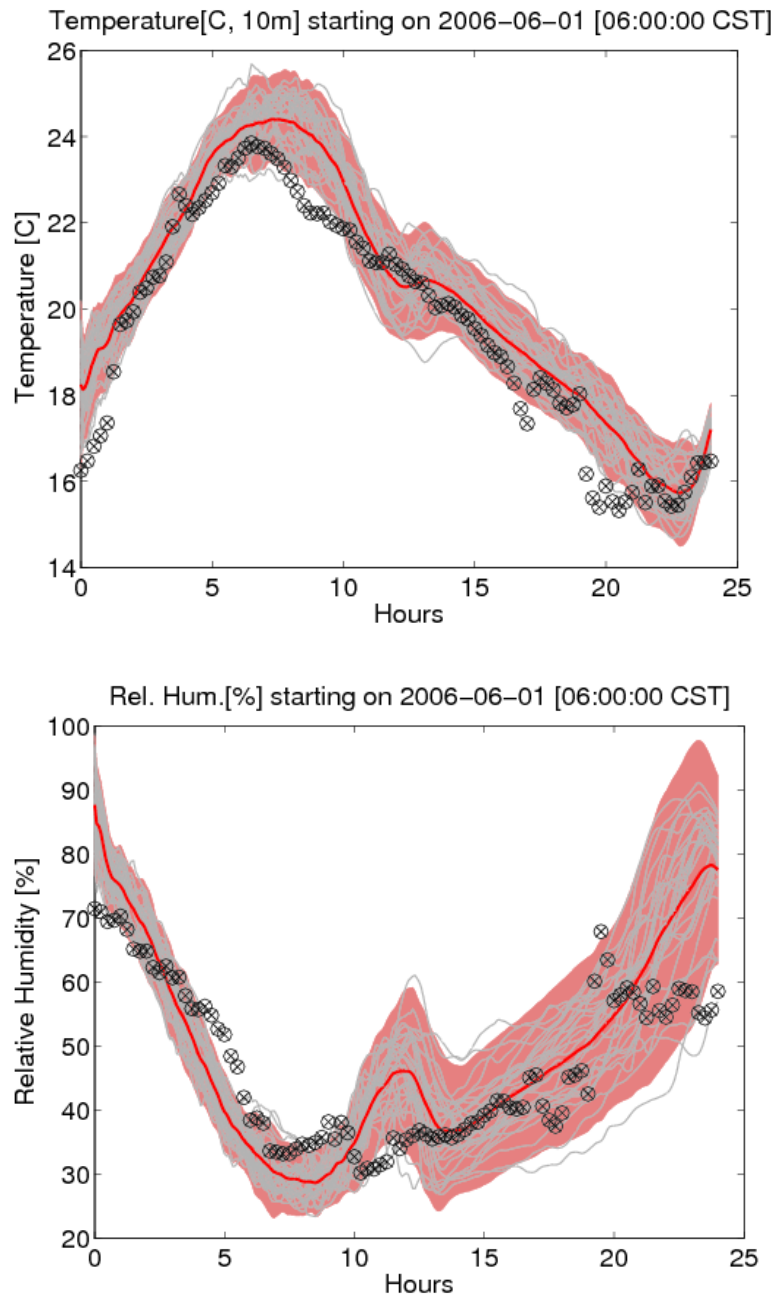 Temperature[C, 10m] starting on 2006−06−01 [06:00:00 CST]
26
24
22
20
18
16
14
Temperature [C]
0 5 10 15 20 25
Hours
Rel. Hum.[%] starting on 2006−06−01 [06:00:00 CST]
100
90
80
70
60
50
40
30
20
Relative Humidity [%]
0 5 10 15 20 25
Hours